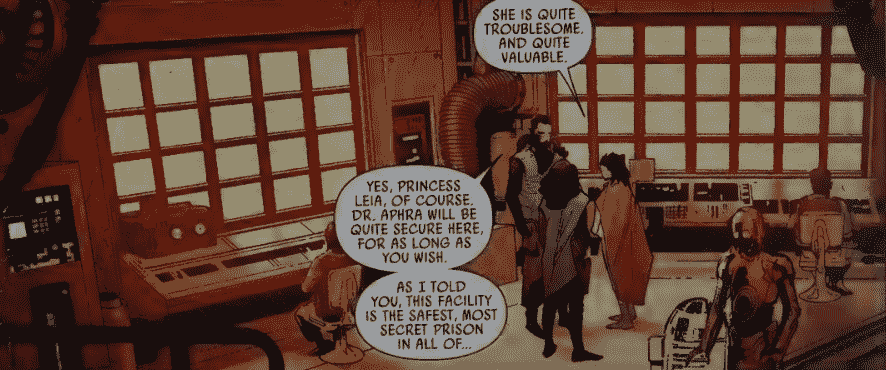 SHE IS QUITE
TROUBLESOME.
AND QUITE
VALUABLE.
YES, PRINCESS
LEIA, OF COURSE.
DR. APHRA WILL BE
QUITE SECURE HERE,
FOR AS LONG AS
YOU WISH.
AS I TOLD
YOU, THIS FACILITY
IS THE SAFEST, MOST
SECRET PRISON
IN ALL OF...